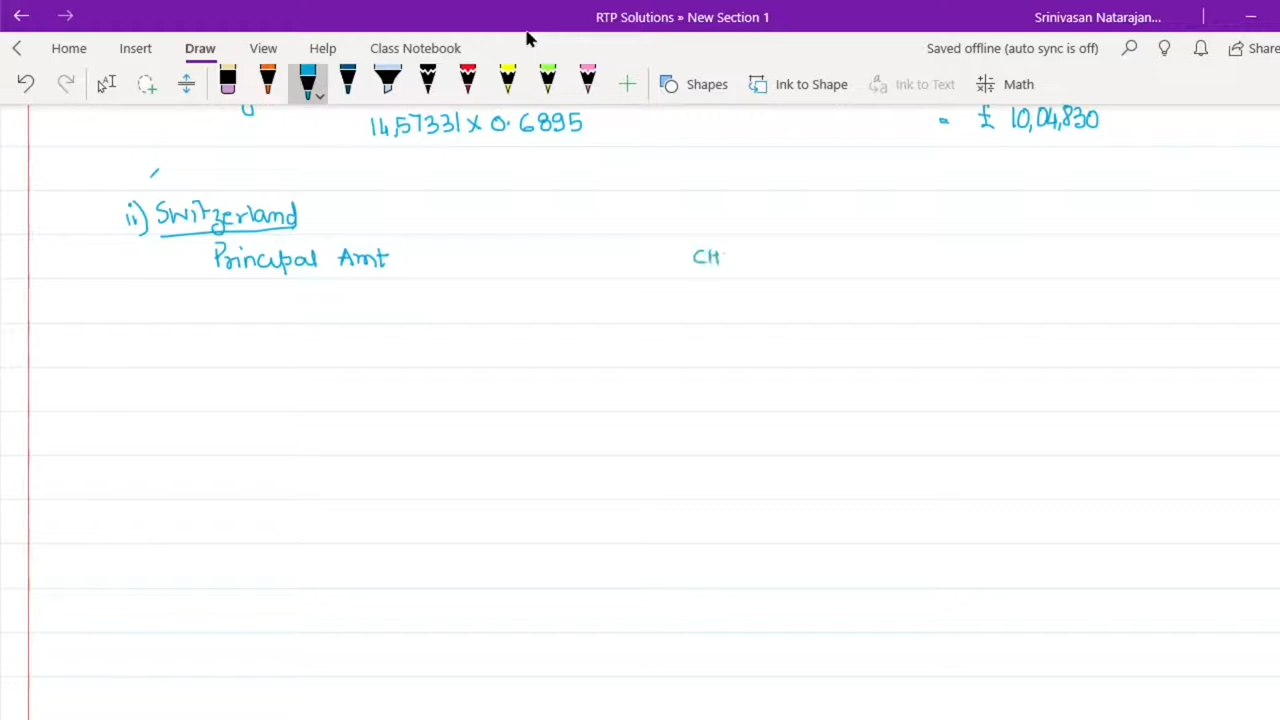 RTP Solutions » New Section 1 Srinivasan Natarajan...
Home Insert Draw View Help Class Notebook Saved offline (auto sync is off) Share
Shapes Ink to Shape Ink to Text Math
14,57331 x 0.6895 = £ 10,04,830
ii) Switzerland
Principal Amt CH